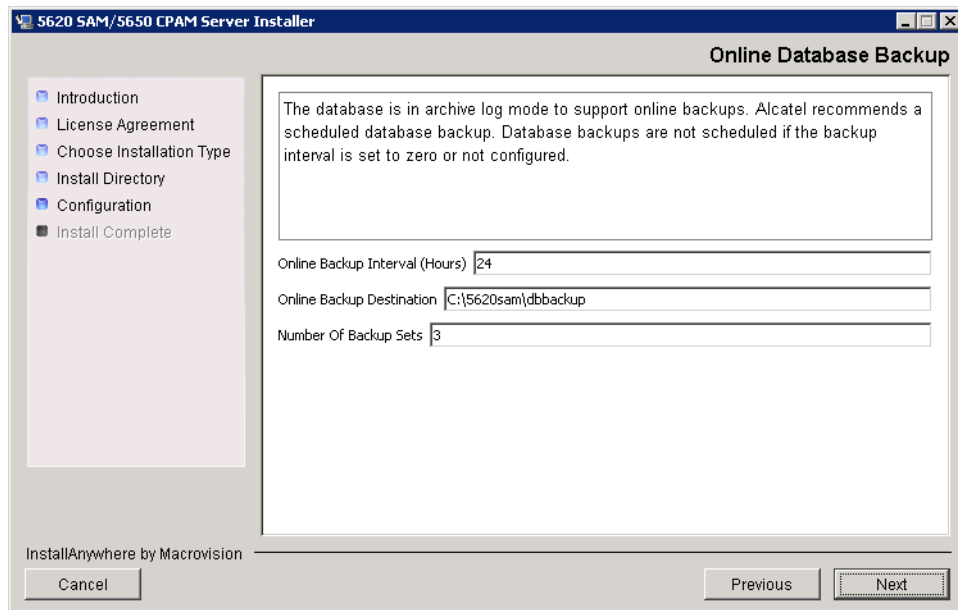 5620 SAM/5650 CPAM Server Installer
Online Database Backup
Introduction
License Agreement
Choose Installation Type
Install Directory
Configuration
Install Complete
The database is in archive log mode to support online backups. Alcatel recommends a
scheduled database backup. Database backups are not scheduled if the backup
interval is set to zero or not configured.
Online Backup Interval (Hours) 24
Online Backup Destination C:\5620sam\dbbackup
Number Of Backup Sets 3
InstallAnywhere by Macrovision
Cancel
Previous
Next